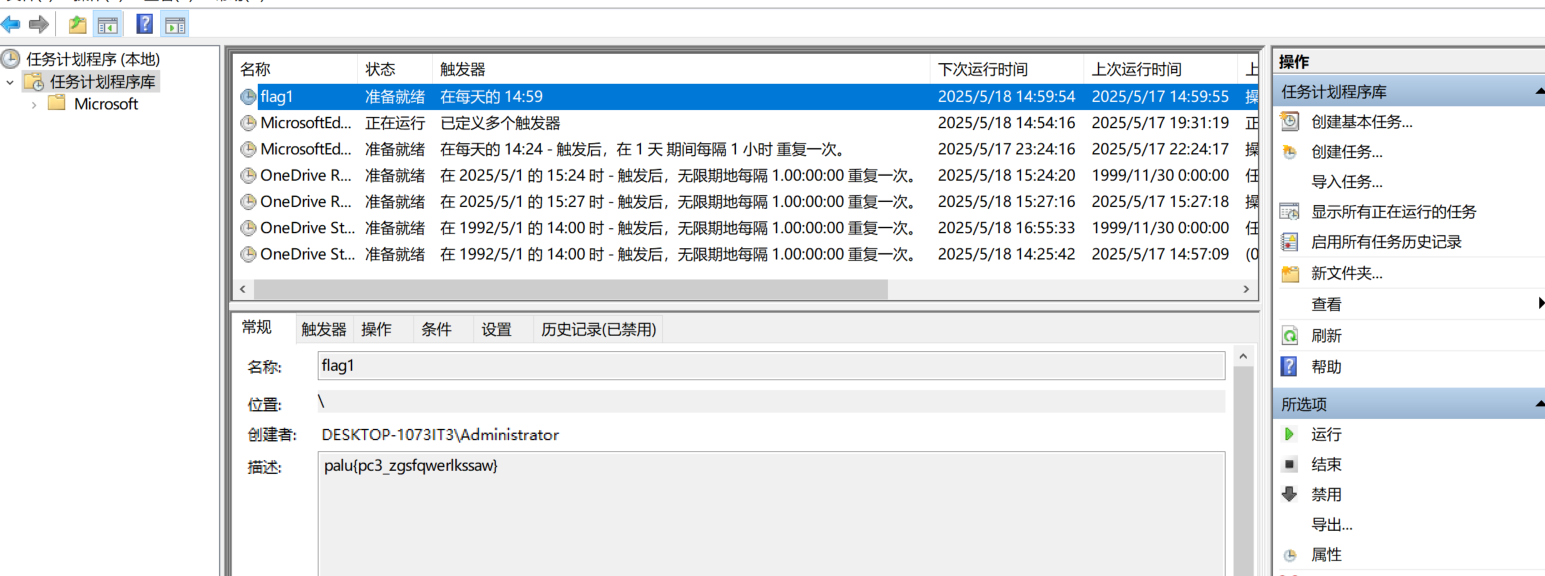 任务计划程序 (本地)
任务计划程序库
Microsoft
名称 状态 触发器 下次运行时间 上次运行时间 上
flag1 准备就绪 在每天的 14:59 2025/5/18 14:59:54 2025/5/17 14:59:55 操
MicrosoftEd... 正在运行 已定义多个触发器 2025/5/18 14:54:16 2025/5/17 19:31:19 正
MicrosoftEd... 准备就绪 在每天的 14:24 - 触发后，在 1 天 期间每隔 1 小时 重复一次。 2025/5/17 23:24:16 2025/5/17 22:24:17 操
OneDrive R... 准备就绪 在 2025/5/1 的 15:24 时 - 触发后，无限期地每隔 1.00:00:00 重复一次。 2025/5/18 15:24:20 1999/11/30 0:00:00 任
OneDrive R... 准备就绪 在 2025/5/1 的 15:27 时 - 触发后，无限期地每隔 1.00:00:00 重复一次。 2025/5/18 15:27:16 2025/5/17 15:27:18 操
OneDrive St... 准备就绪 在 1992/5/1 的 14:00 时 - 触发后，无限期地每隔 1.00:00:00 重复一次。 2025/5/18 16:55:33 1999/11/30 0:00:00 任
OneDrive St... 准备就绪 在 1992/5/1 的 14:00 时 - 触发后，无限期地每隔 1.00:00:00 重复一次。 2025/5/18 14:25:42 2025/5/17 14:57:09 (0
常规 触发器 操作 条件 设置 历史记录(已禁用)
名称: flag1
位置: \
创建者: DESKTOP-1073IT3\Administrator
描述: palu{pc3_zgsfqwerlkssaw}
操作
任务计划程序库
创建基本任务...
创建任务...
导入任务...
显示所有正在运行的任务
启用所有任务历史记录
新文件夹...
查看
刷新
帮助
所选项
运行
结束
禁用
导出...
属性